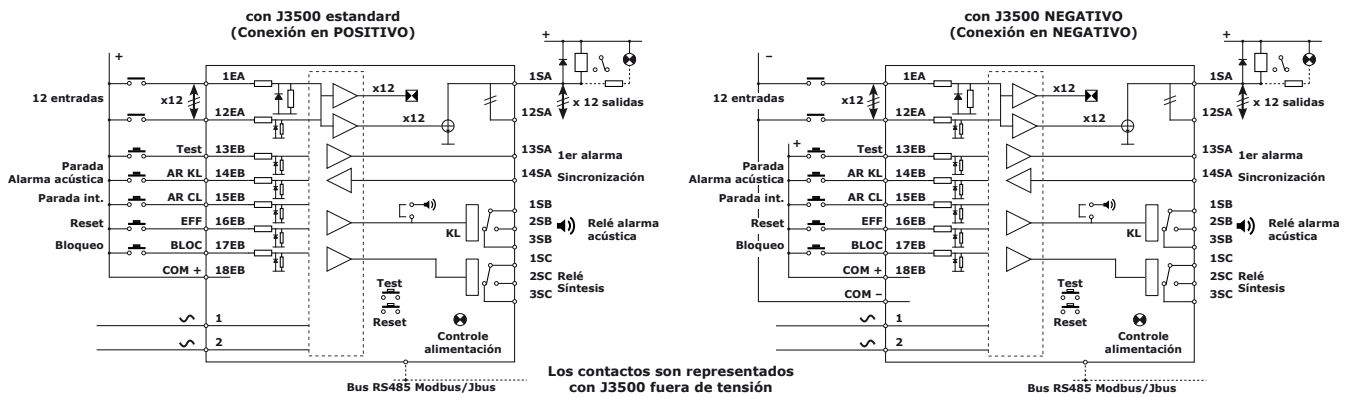 con J3500 estandard
(Conexión en POSITIVO)
+
+
12 entradas
x12
1EA
12EA
x12
x12
1SA
x 12 salidas
12SA
Test
13EB
13SA
1er alarma
Parada
Alarma acústica
AR KL
14EB
14SA
Sincronización
Parada int.
AR CL
15EB
1SB
Reset
EFF
16EB
KL
2SB
Relé alarma
acústica
3SB
Bloqueo
BLOC
17EB
1SC
COM +
18EB
2SC
Relé
Síntesis
3SC
Test
Reset
1
2
Controle
alimentación
Bus RS485 Modbus/Jbus
Los contactos son representados
con J3500 fuera de tensión
con J3500 NEGATIVO
(Conexión en NEGATIVO)
–
+
12 entradas
x12
1EA
12EA
x12
x12
1SA
x 12 salidas
12SA
+
Test
13EB
13SA
1er alarma
Parada
Alarma acústica
AR KL
14EB
14SA
Sincronización
Parada int.
AR CL
15EB
1SB
Reset
EFF
16EB
KL
2SB
Relé alarma
acústica
3SB
Bloqueo
BLOC
17EB
1SC
COM +
18EB
2SC
Relé
Síntesis
3SC
COM –
Test
Reset
1
2
Controle
alimentación
Bus RS485 Modbus/Jbus